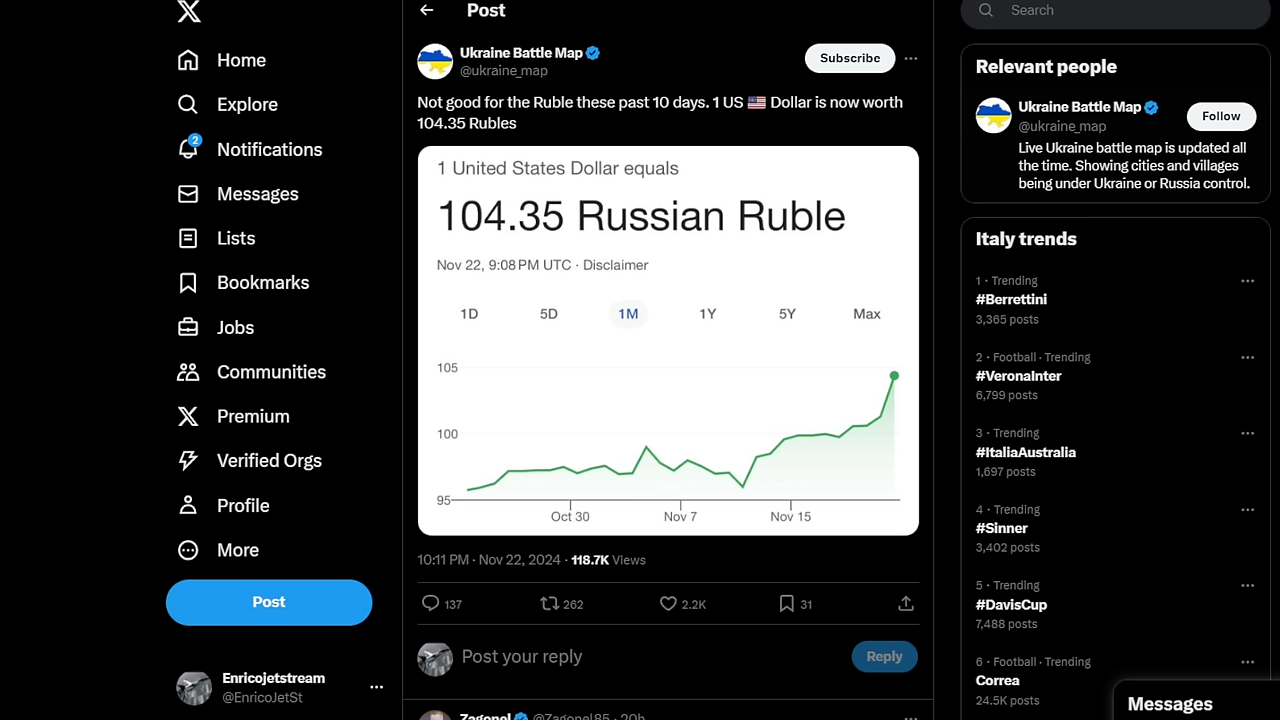 X
Home
Explore
2
Notifications
Messages
Lists
Bookmarks
Jobs
Communities
X Premium
Verified Orgs
Profile
More
Post
Enricojetstream
@EnricoJetSt
Post
Ukraine Battle Map
@ukraine_map
Subscribe
Not good for the Ruble these past 10 days. 1 US 🇺🇸 Dollar is now worth
104.35 Rubles
1 United States Dollar equals
104.35 Russian Ruble
Nov 22, 9:08 PM UTC · Disclaimer
1D 5D 1M 1Y 5Y Max
105
100
95
Oct 30 Nov 7 Nov 15
10:11 PM · Nov 22, 2024 · 118.7K Views
137 262 2.2K 31
Post your reply
Reply
Zagonel @Zagonel85 · 20h
Search
Relevant people
Ukraine Battle Map
@ukraine_map
Follow
Live Ukraine battle map is updated all
the time. Showing cities and villages
being under Ukraine or Russia control.
Italy trends
1 · Trending
#Berrettini
3,365 posts
2 · Football · Trending
#VeronaInter
6,799 posts
3 · Trending
#ItaliaAustralia
1,697 posts
4 · Trending
#Sinner
3,402 posts
5 · Trending
#DavisCup
7,488 posts
6 · Football · Trending
Correa
24.5K posts
Messages